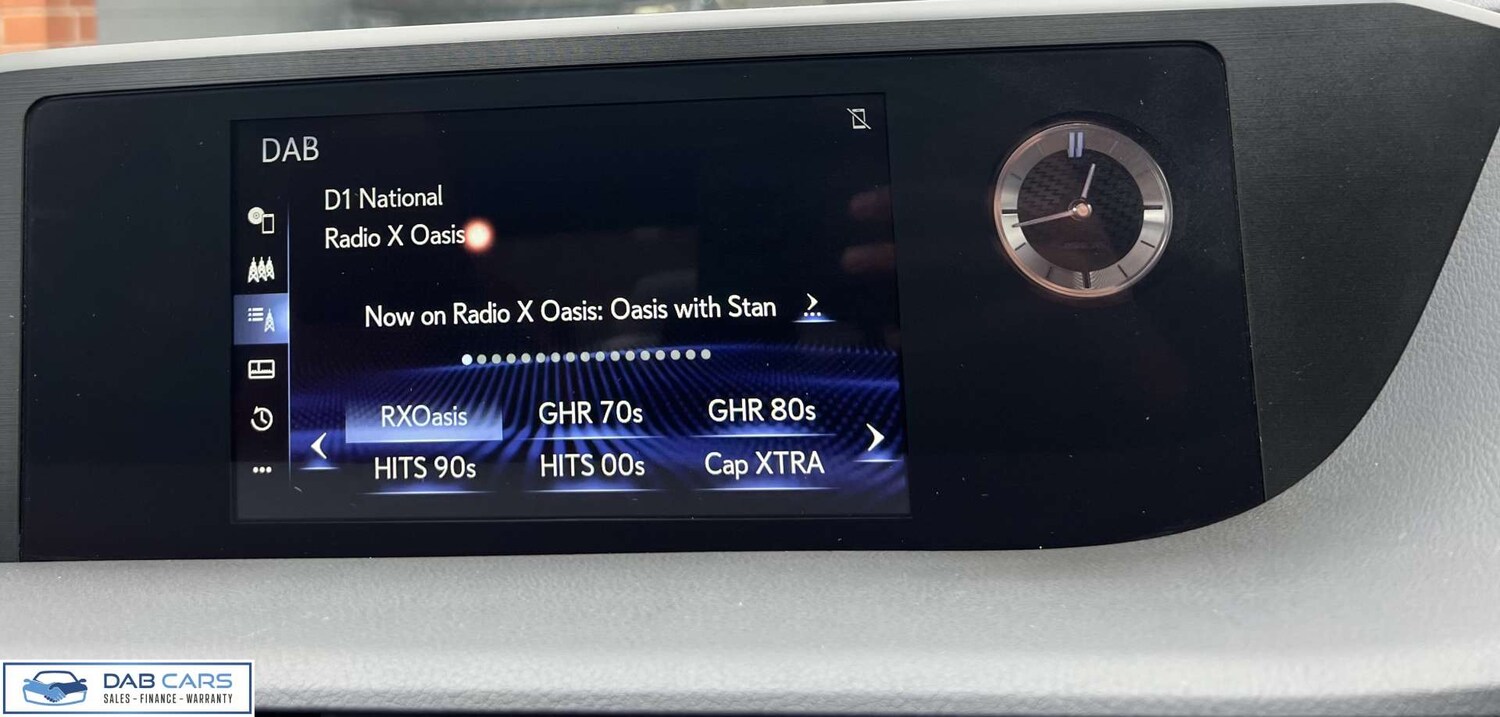 DAB
D1 National
Radio X Oasis
Now on Radio X Oasis: Oasis with Stan
RXOasis GHR 70s GHR 80s
HITS 90s HITS 00s Cap XTRA
DAB CARS
SALES - FINANCE - WARRANTY